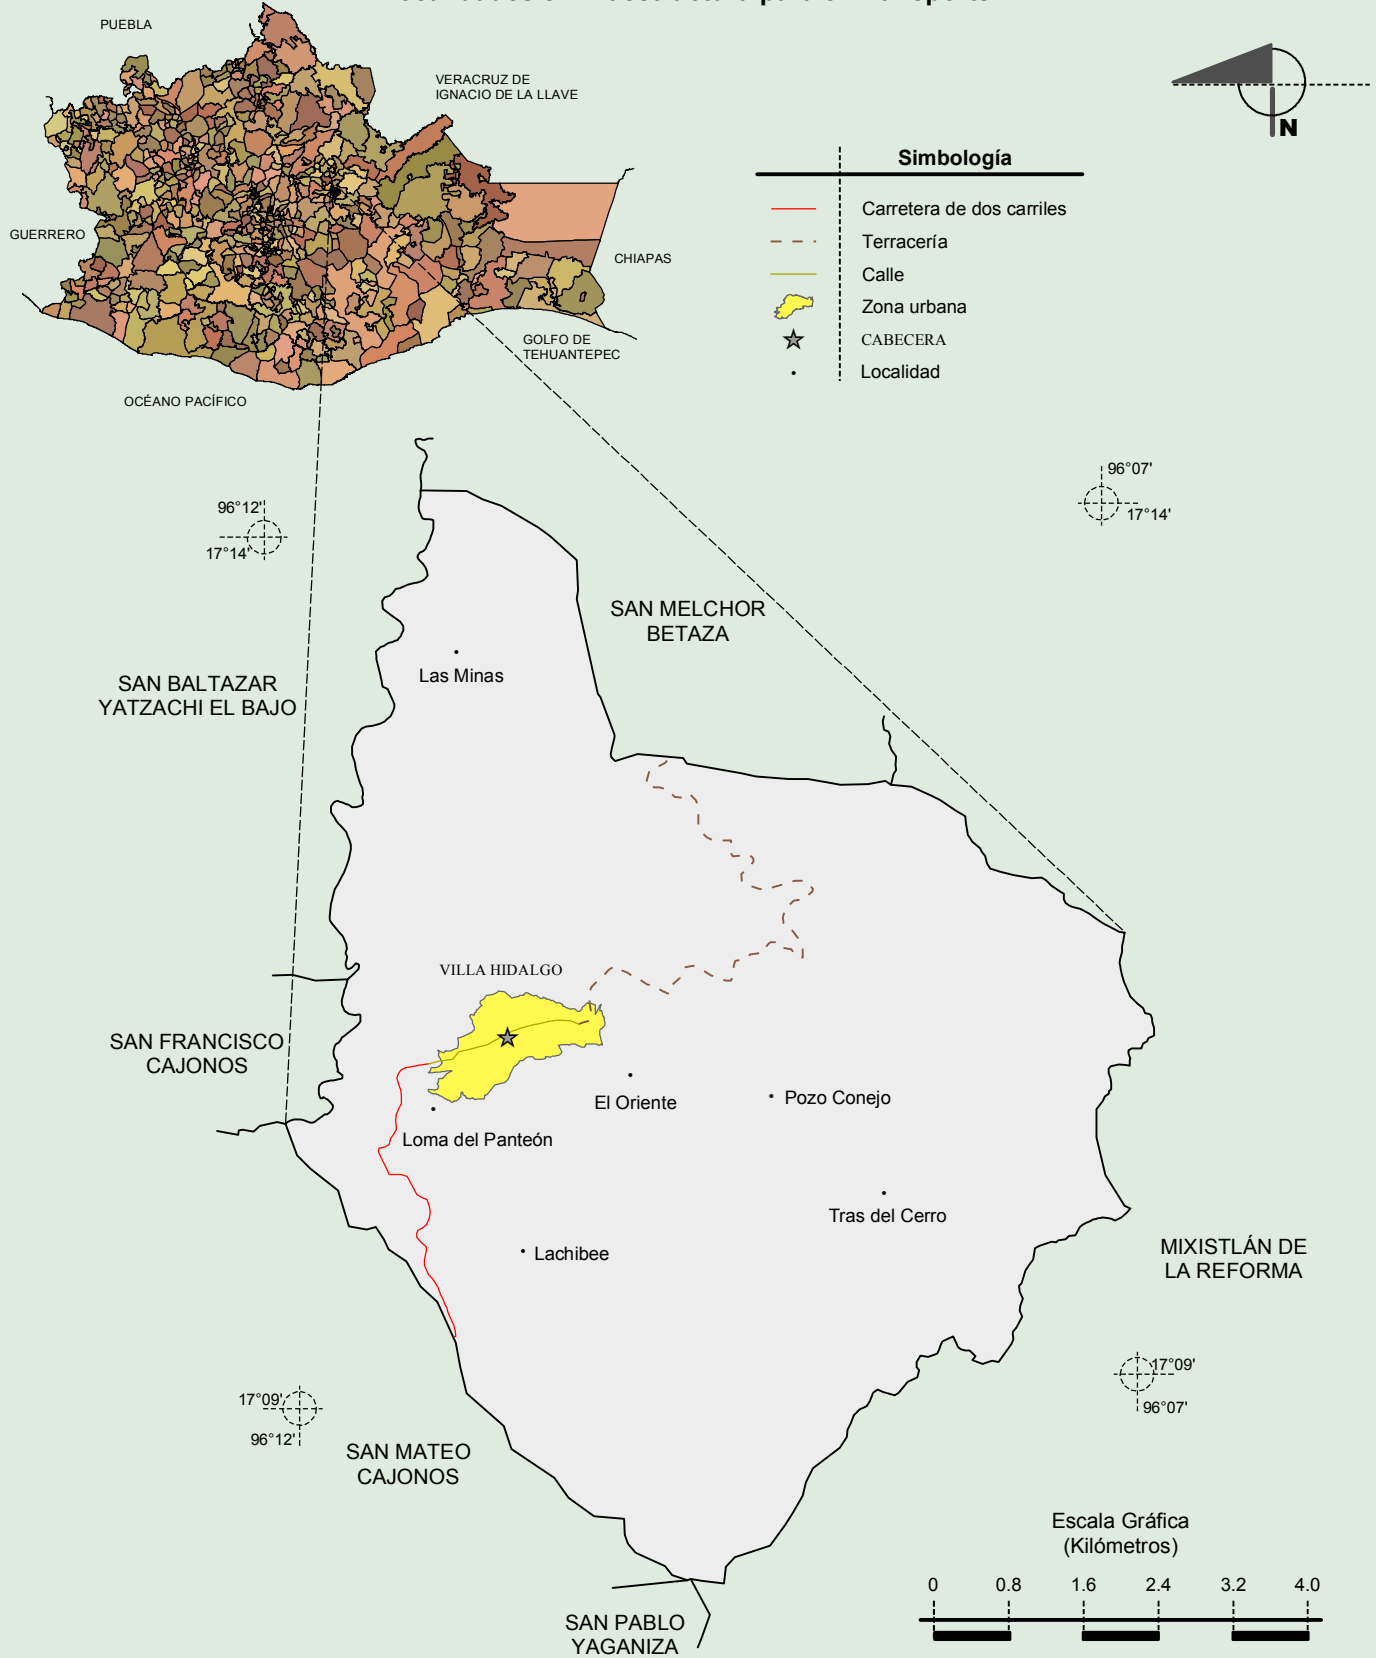 PUEBLA
VERACRUZ DE
IGNACIO DE LA LLAVE
GUERRERO
CHIAPAS
GOLFO DE
TEHUANTEPEC
OCÉANO PACÍFICO
N
Simbología
Carretera de dos carriles
Terracería
Calle
Zona urbana
CABECERA
Localidad
96°12'
17°14'
96°07'
17°14'
SAN MELCHOR
BETAZA
Las Minas
SAN BALTAZAR
YATZACHI EL BAJO
VILLA HIDALGO
SAN FRANCISCO
CAJONOS
El Oriente
Pozo Conejo
Loma del Panteón
Tras del Cerro
Lachibee
MIXISTLÁN DE
LA REFORMA
17°09'
96°07'
17°09'
96°12'
SAN MATEO
CAJONOS
SAN PABLO
YAGANIZA
Escala Gráfica
(Kilómetros)
0 0.8 1.6 2.4 3.2 4.0